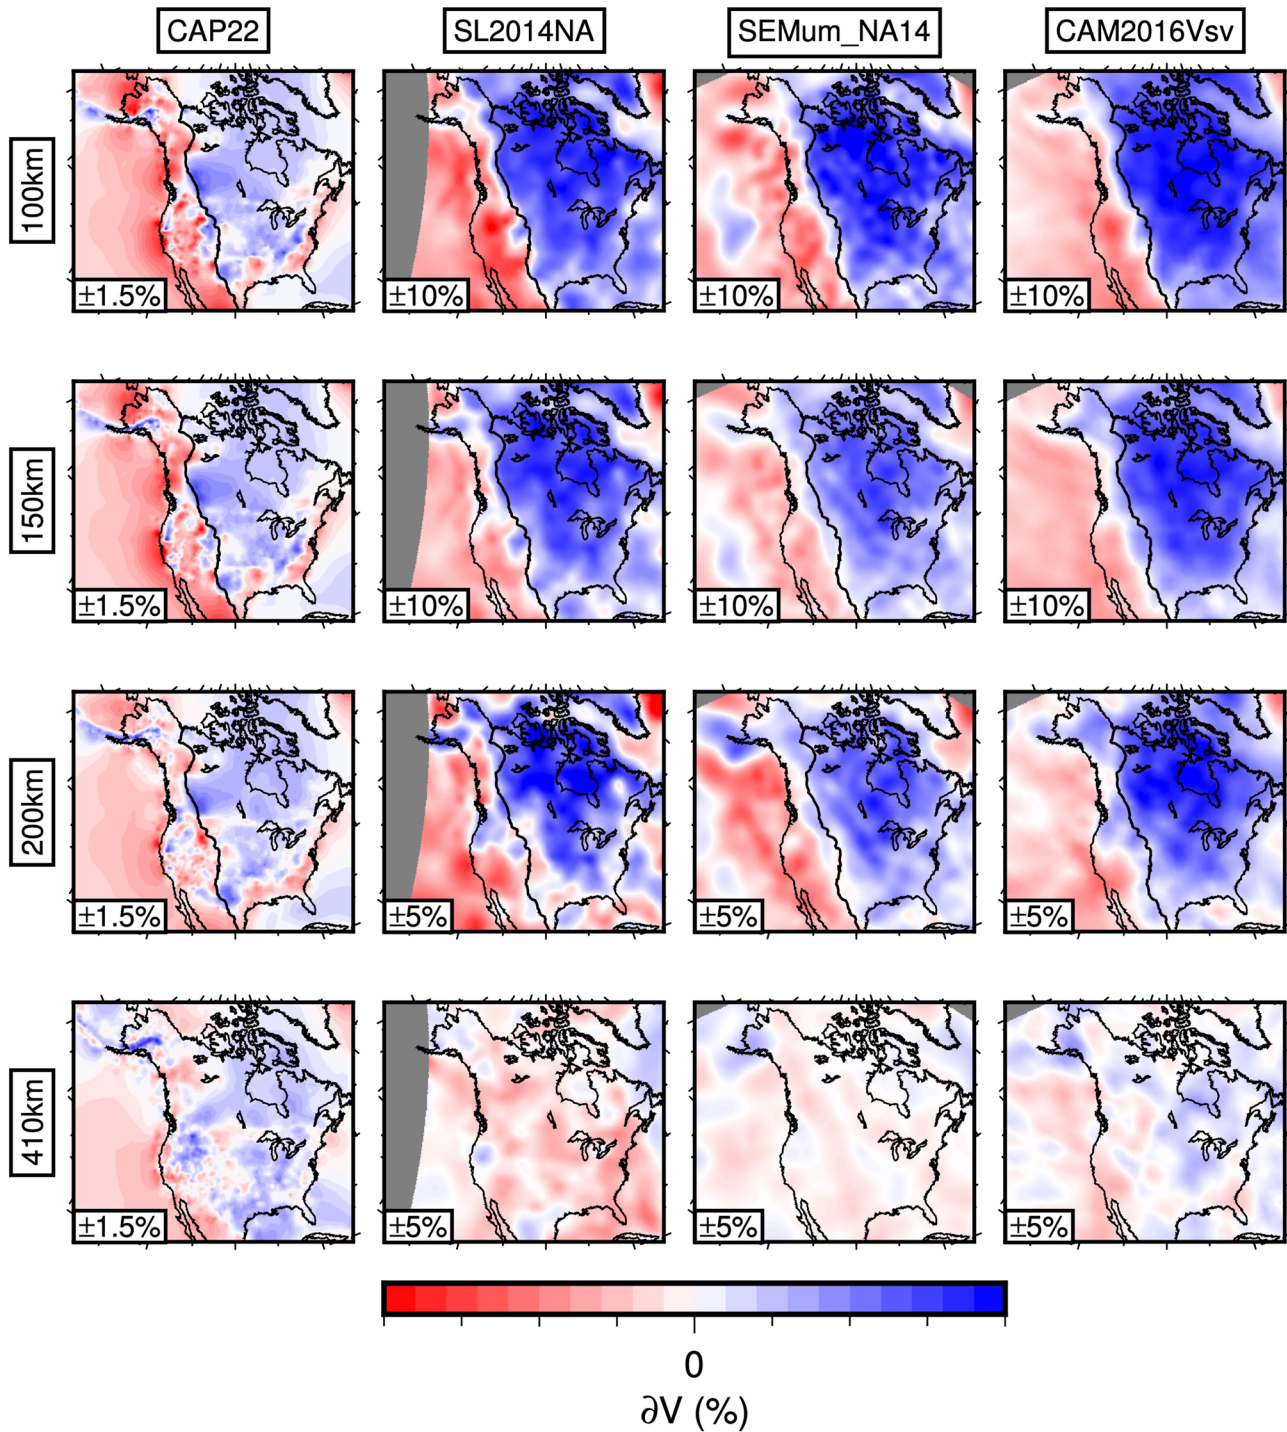 CAP22 SL2014NA SEMum_NA14 CAM2016Vsv
100km
±1.5% ±10% ±10% ±10%
150km
±1.5% ±10% ±10% ±10%
200km
±1.5% ±5% ±5% ±5%
410km
±1.5% ±5% ±5% ±5%
0
∂V (%)